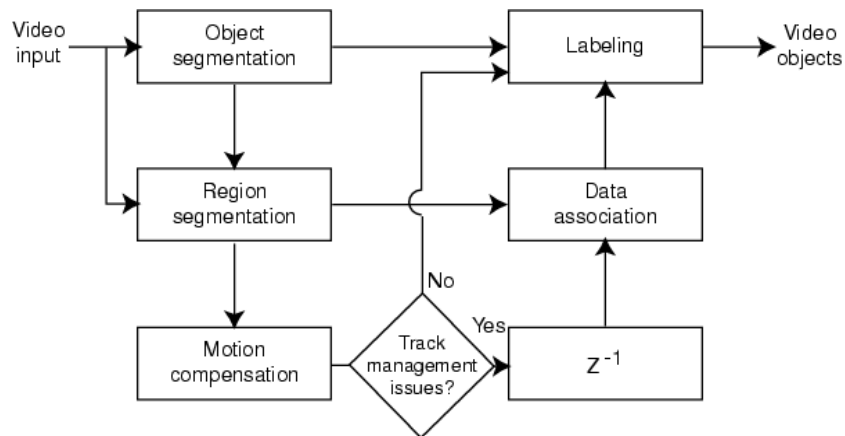 Video
input
Object
segmentation
Labeling
Video
objects
Region
segmentation
Data
association
No
Yes
Motion
compensation
Track
management
issues?
z-1